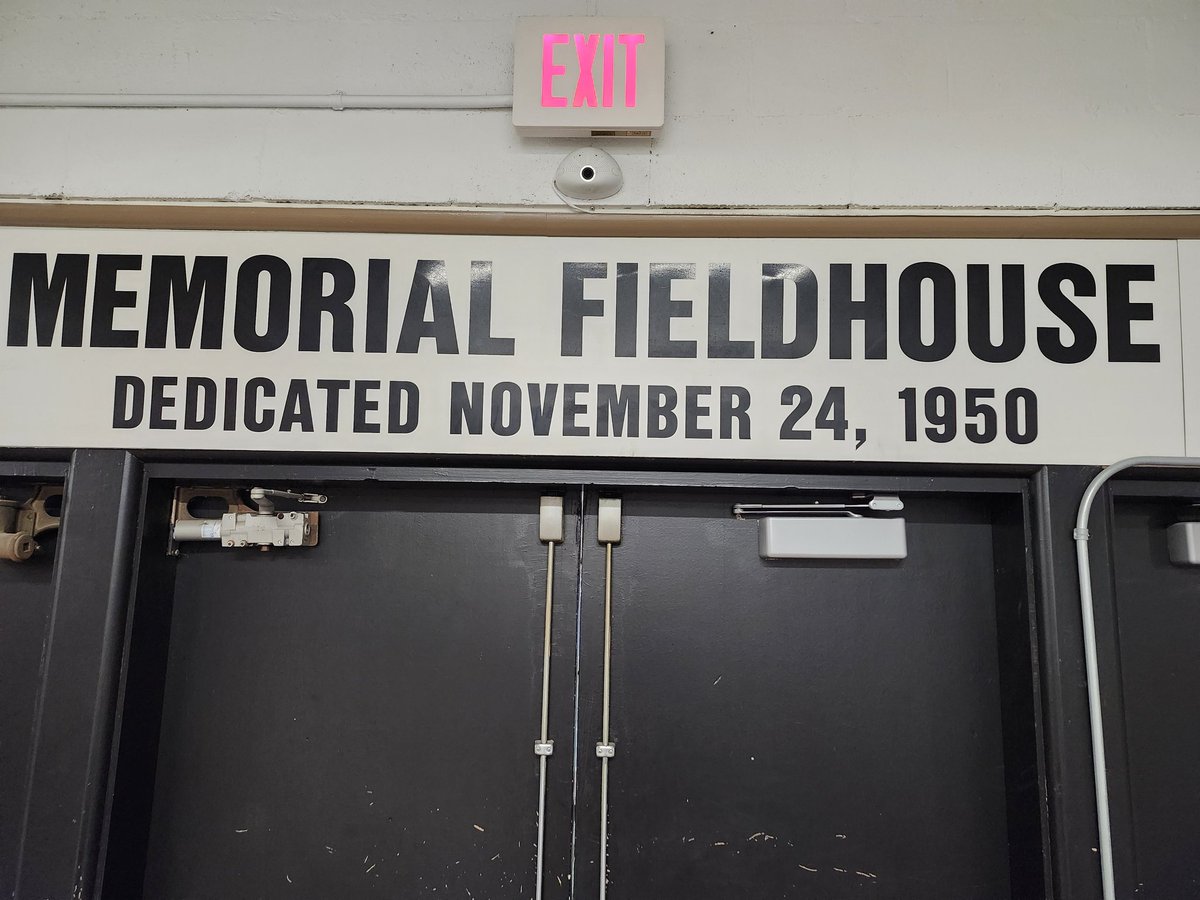 EXIT
MEMORIAL FIELDHOUSE
DEDICATED NOVEMBER 24, 1950